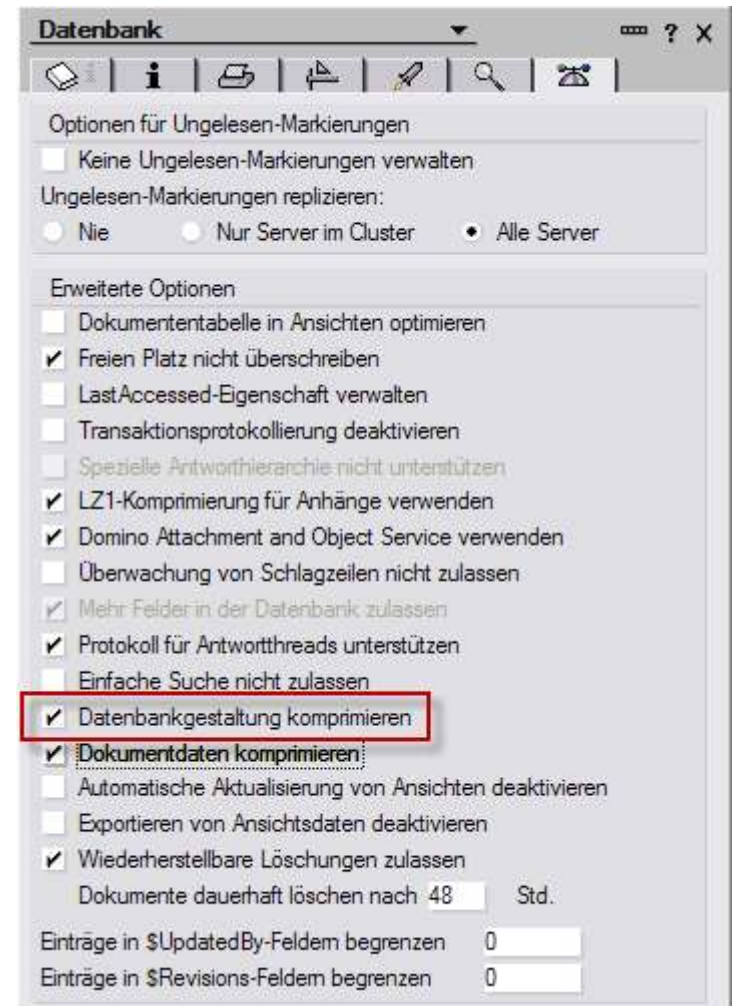 Datenbank
? X
i i
Optionen für Ungelesen-Markierungen
Keine Ungelesen-Markierungen verwalten
Ungelesen-Markierungen replizieren:
Nie Nur Server im Cluster Alle Server
Erweiterte Optionen
Dokumententabelle in Ansichten optimieren
Freien Platz nicht überschreiben
LastAccessed-Eigenschaft verwalten
Transaktionsprotokollierung deaktivieren
Spezielle Antworthierarchie nicht unterstützen
LZ1-Komprimierung für Anhänge verwenden
Domino Attachment and Object Service verwenden
Überwachung von Schlagzeilen nicht zulassen
Mehr Felder in der Datenbank zulassen
Protokoll für Antwortthreads unterstützen
Einfache Suche nicht zulassen
Datenbankgestaltung komprimieren
Dokumentdaten komprimieren
Automatische Aktualisierung von Ansichten deaktivieren
Exportieren von Ansichtsdaten deaktivieren
Wiederherstellbare Löschungen zulassen
Dokumente dauerhaft löschen nach 48 Std.
Einträge in $UpdatedBy-Feldern begrenzen 0
Einträge in $Revisions-Feldern begrenzen 0